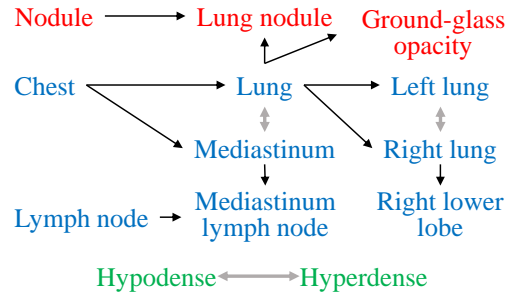 Nodule
Lung nodule
Ground-glass
opacity
Chest
Lung
Left lung
Mediastinum
Right lung
Lymph node
Mediastinum
lymph node
Right lower
lobe
Hypodense
Hyperdense